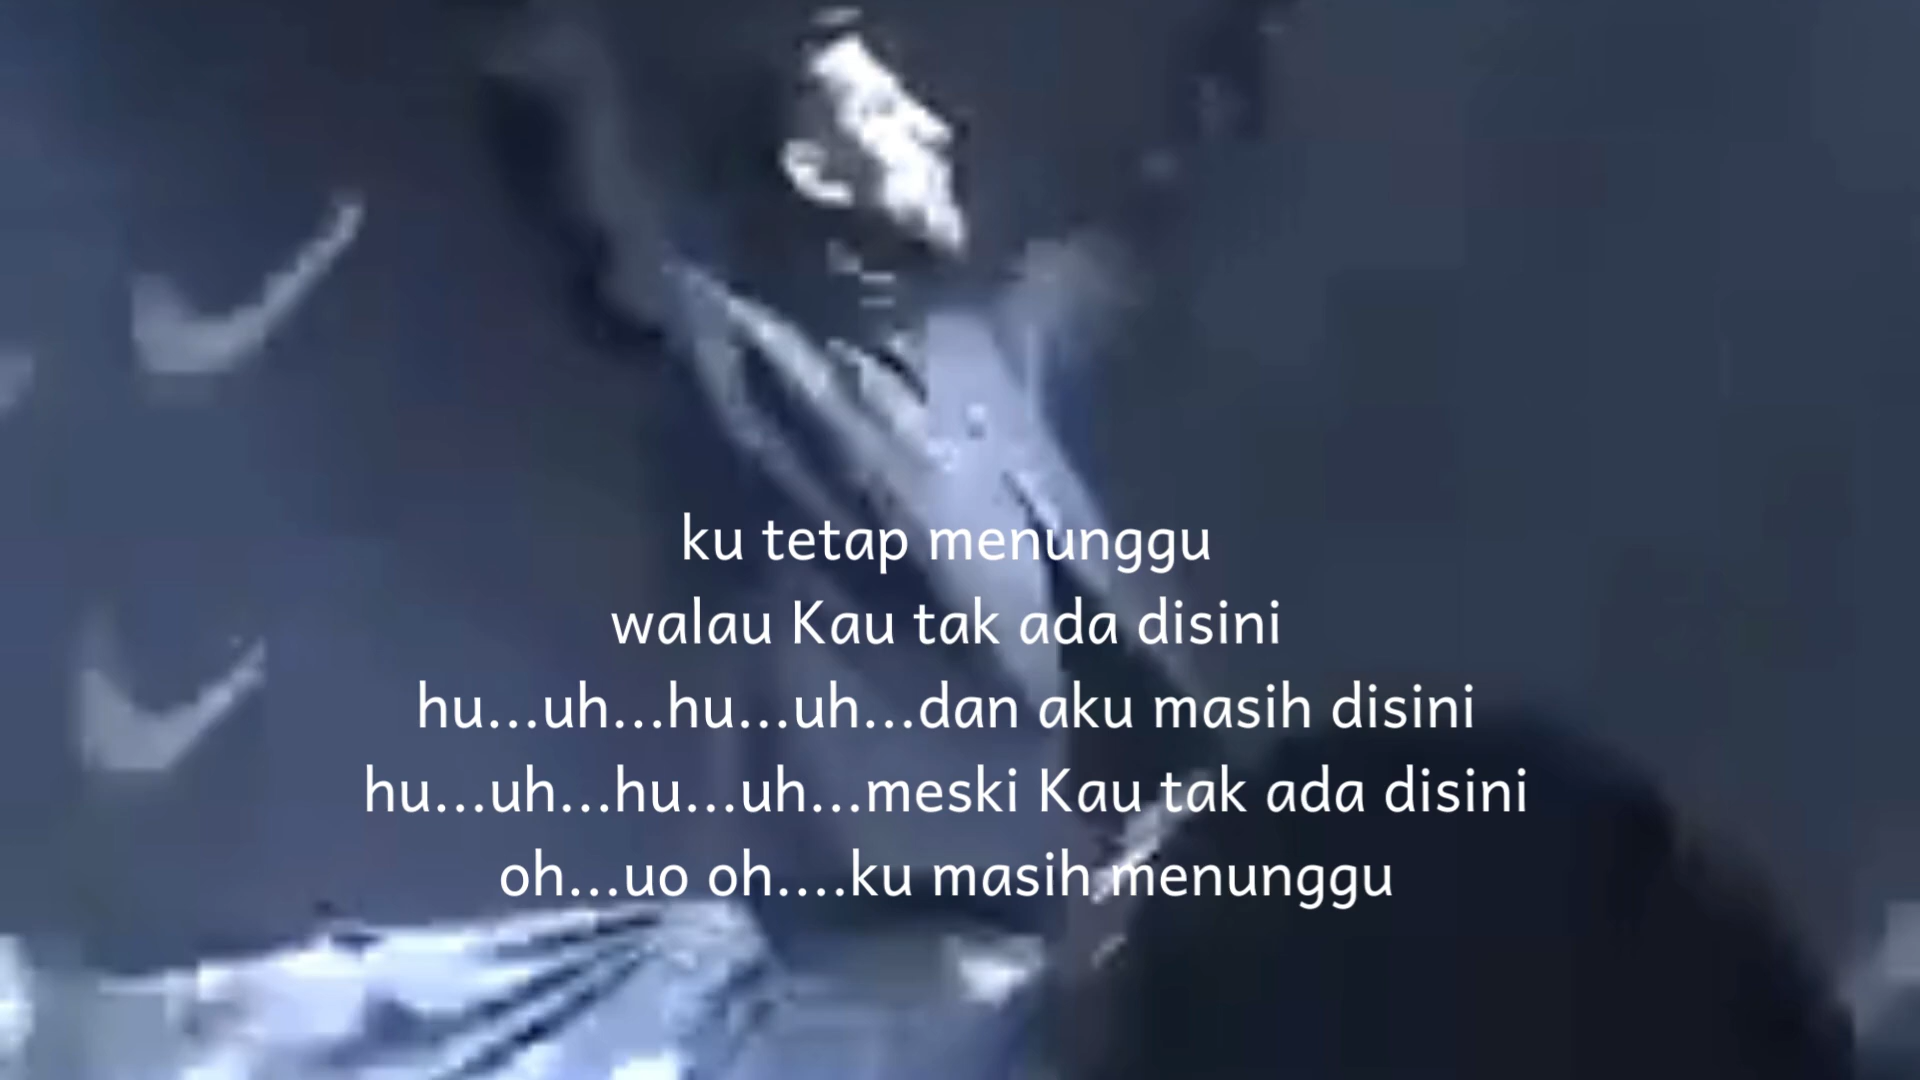 ku tetap menunggu
walau Kau tak ada disini
hu...uh...hu...uh...dan aku masih disini
hu...uh...hu...uh...meski Kau tak ada disini
oh...uo oh....ku masih menunggu